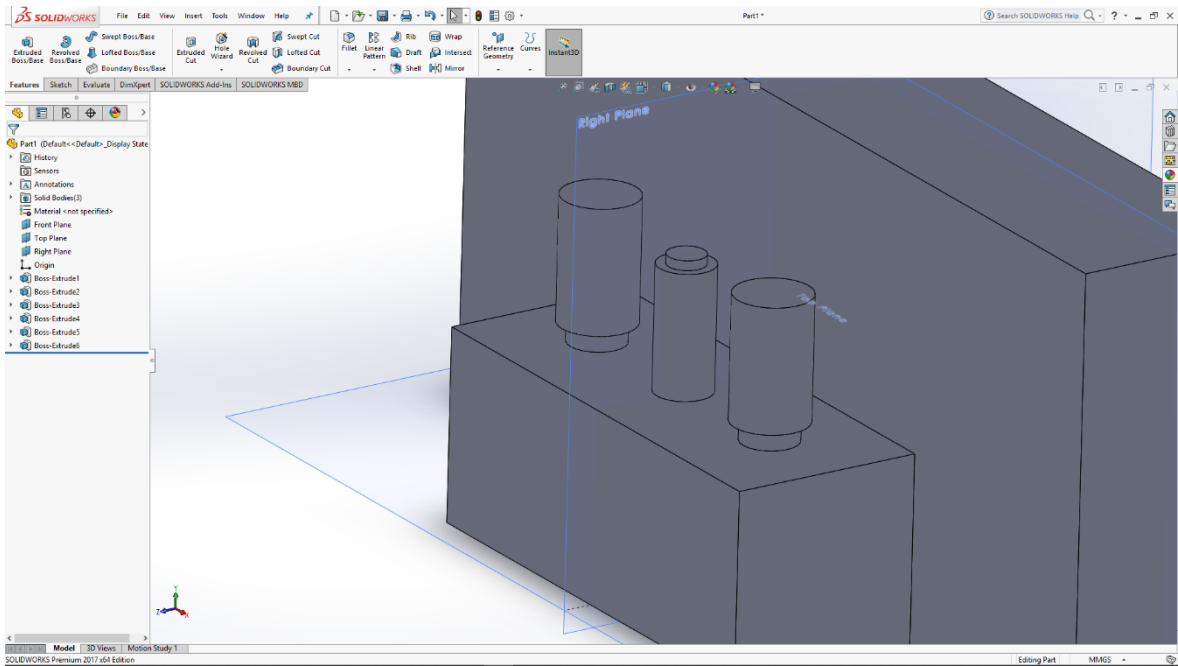 SOLIDWORKS File Edit View Insert Tools Window Help Part1 * Search SOLIDWORKS Help ?
Extruded Boss/Base Revolved Boss/Base Swept Boss/Base Lofted Boss/Base Boundary Boss/Base Extruded Cut Hole Wizard Revolved Cut Swept Cut Lofted Cut Boundary Cut Fillet Linear Pattern Rib Draft Shell Wrap Intersect Mirror Reference Geometry Curves Instant3D
Features Sketch Evaluate DimXpert SOLIDWORKS Add-Ins SOLIDWORKS MBD
Right Plane
Part1 (Default<<Default>_Display State
History
Sensors
Annotations
Solid Bodies(3)
Material <not specified>
Front Plane
Top Plane
Right Plane
Origin
Boss-Extrude1
Boss-Extrude2
Boss-Extrude3
Boss-Extrude4
Boss-Extrude5
Boss-Extrude6
Top Plane
Y
Z X
Model 3D Views Motion Study 1
SOLIDWORKS Premium 2017 x64 Edition Editing Part MMGS